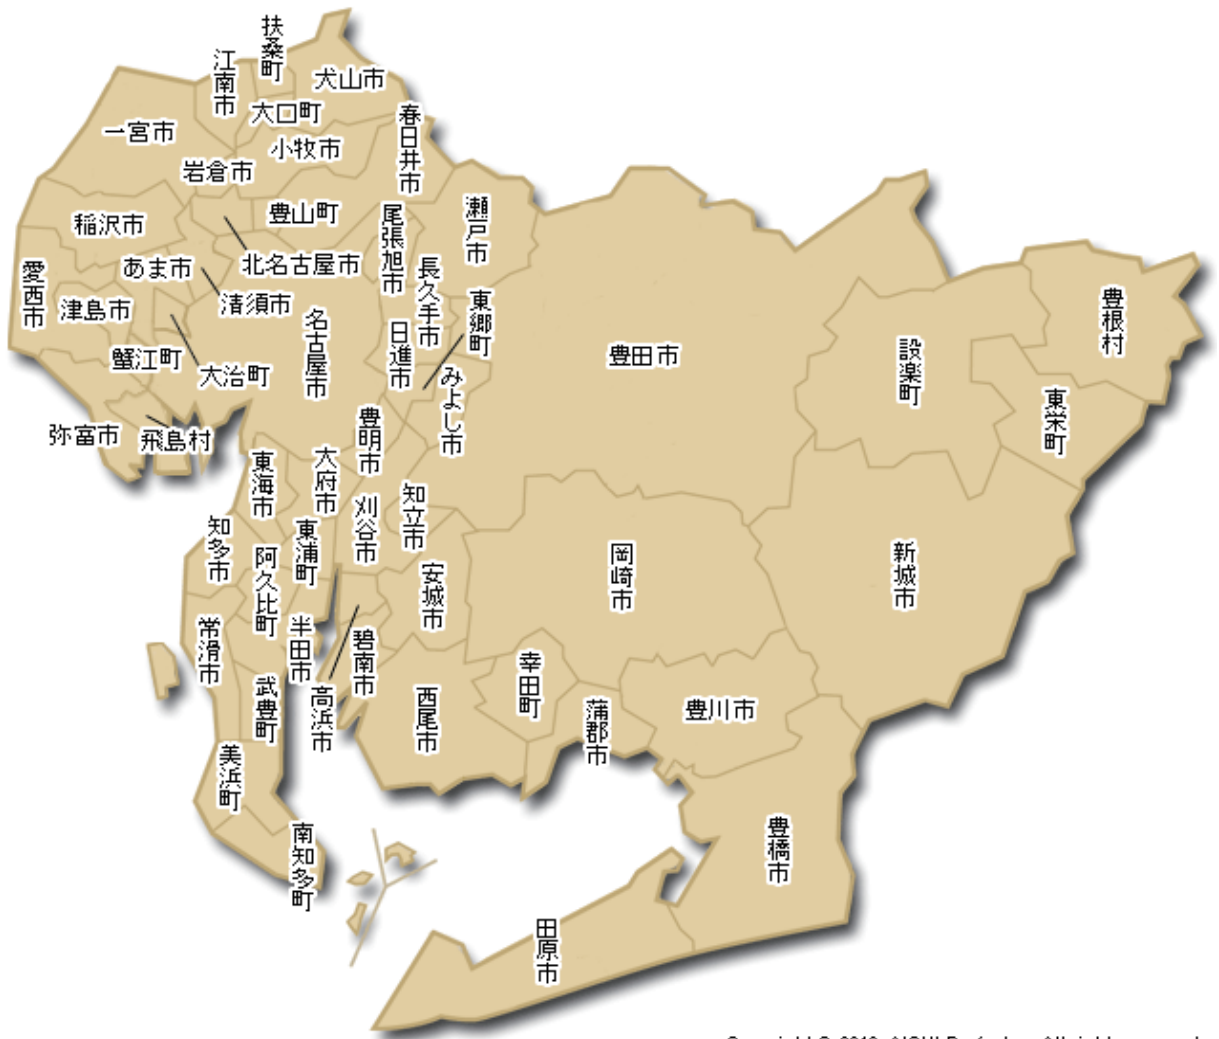 扶桑町
江南市
犬山市
大口町
春日井市
一宮市
小牧市
岩倉市
稲沢市
豊山町
尾張旭市
瀬戸市
北名古屋市
あま市
愛西市
清須市
津島市
長久手市
東郷町
名古屋市
日進市
豊田市
設楽町
豊根村
蟹江町
大治町
みよし市
東栄町
弥富市
飛島村
豊明市
東海市
大府市
知立市
刈谷市
知多市
東浦町
阿久比町
岡崎市
新城市
安城市
常滑市
半田市
碧南市
高浜市
武豊町
西尾市
幸田町
蒲郡市
豊川市
美浜町
南知多町
豊橋市
田原市